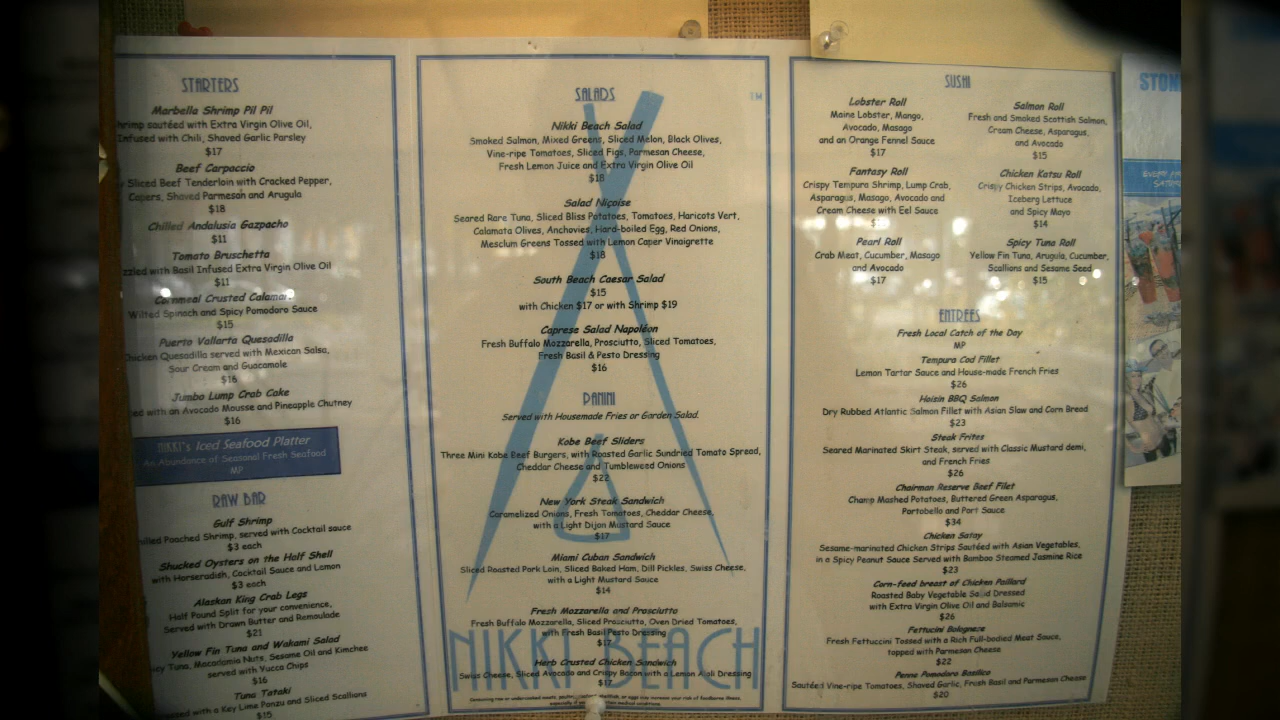 STARTERS
Marbella Shrimp Pil Pil
hrimp sautéed with Extra Virgin Olive Oil,
Infused with Chili, Shaved Garlic Parsley
$17
Beef Carpaccio
Sliced Beef Tenderloin with Cracked Pepper,
Capers, Shaved Parmesan and Arugula
$18
Chilled Andalusia Gazpacho
$11
Tomato Bruschetta
zzled with Basil Infused Extra Virgin Olive Oil
$11
Cornmeal Crusted Calamari
Wilted Spinach and Spicy Pomodoro Sauce
$15
Puerto Vallarta Quesadilla
Chicken Quesadilla served with Mexican Salsa,
Sour Cream and Guacamole
$16
Jumbo Lump Crab Cake
ed with an Avocado Mousse and Pineapple Chutney
$16
NIKKI's Iced Seafood Platter
An Abundance of Seasonal Fresh Seafood
MP
RAW BAR
Gulf Shrimp
hilled Poached Shrimp, served with Cocktail sauce
$3 each
Shucked Oysters on the Half Shell
with Horseradish, Cocktail Sauce and Lemon
$3 each
Alaskan King Crab Legs
Half Pound Split for your convenience,
Served with Drawn Butter and Remoulade
$21
Yellow Fin Tuna and Wakami Salad
icy Tuna, Macadamia Nuts, Sesame Oil and Kimchee
served with Yucca Chips
$16
Tuna Tataki
essed with a Key Lime Ponzu and Sliced Scallions
$15
SALADS
TM
Nikki Beach Salad
Smoked Salmon, Mixed Greens, Sliced Melon, Black Olives,
Vine-ripe Tomatoes, Sliced Figs, Parmesan Cheese,
Fresh Lemon Juice and Extra Virgin Olive Oil
$18
Salad Niçoise
Seared Rare Tuna, Sliced Bliss Potatoes, Tomatoes, Haricots Vert,
Calamata Olives, Anchovies, Hard-boiled Egg, Red Onions,
Mesclum Greens Tossed with Lemon Caper Vinaigrette
$18
South Beach Caesar Salad
$15
with Chicken $17 or with Shrimp $19
Caprese Salad Napoléon
Fresh Buffalo Mozzarella, Prosciutto, Sliced Tomatoes,
Fresh Basil & Pesto Dressing
$16
PANINI
Served with Housemade Fries or Garden Salad.
Kobe Beef Sliders
Three Mini Kobe Beef Burgers, with Roasted Garlic Sundried Tomato Spread,
Cheddar Cheese and Tumbleweed Onions
$22
New York Steak Sandwich
Caramelized Onions, Fresh Tomatoes, Cheddar Cheese,
with a Light Dijon Mustard Sauce
$17
Miami Cuban Sandwich
Sliced Roasted Pork Loin, Sliced Baked Ham, Dill Pickles, Swiss Cheese,
with a Light Mustard Sauce
$14
Fresh Mozzarella and Prosciutto
Fresh Buffalo Mozzarella, Sliced Prosciutto, Oven Dried Tomatoes,
with Fresh Basil Pesto Dressing
$17
NIKKI BEACH
Herb Crusted Chicken Sandwich
Swiss Cheese, Sliced Avocado and Crispy Bacon with a Lemon Aioli Dressing
$17
SUSHI
Lobster Roll
Maine Lobster, Mango,
Avocado, Masago
and an Orange Fennel Sauce
$17
Salmon Roll
Fresh and Smoked Scottish Salmon,
Cream Cheese, Asparagus,
and Avocado
$15
Fantasy Roll
Crispy Tempura Shrimp, Lump Crab,
Asparagus, Masago, Avocado and
Cream Cheese with Eel Sauce
Chicken Katsu Roll
Crispy Chicken Strips, Avocado,
Iceberg Lettuce
and Spicy Mayo
$14
Pearl Roll
Crab Meat, Cucumber, Masago
and Avocado
$17
Spicy Tuna Roll
Yellow Fin Tuna, Arugula, Cucumber,
Scallions and Sesame Seed
$15
ENTREES
Fresh Local Catch of the Day
MP
Tempura Cod Fillet
Lemon Tartar Sauce and House-made French Fries
$26
Hoisin BBQ Salmon
Dry Rubbed Atlantic Salmon Fillet with Asian Slaw and Corn Bread
$23
Steak Frites
Seared Marinated Skirt Steak, served with Classic Mustard demi,
and French Fries
$26
Chairman Reserve Beef Filet
Champ Mashed Potatoes, Buttered Green Asparagus,
Portobello and Port Sauce
$34
Chicken Satay
Sesame-marinated Chicken Strips Sautéed with Asian Vegetables,
in a Spicy Peanut Sauce Served with Bamboo Steamed Jasmine Rice
$23
Corn-feed breast of Chicken Paillard
Roasted Baby Vegetable Salad Dressed
with Extra Virgin Olive Oil and Balsamic
$26
Fettucini Bolognese
Fresh Fettuccini Tossed with a Rich Full-bodied Meat Sauce,
topped with Parmesan Cheese
$22
Penne Pomodoro Basilico
Sautéed Vine-ripe Tomatoes, Shaved Garlic, Fresh Basil and Parmesan Cheese
$20
STON